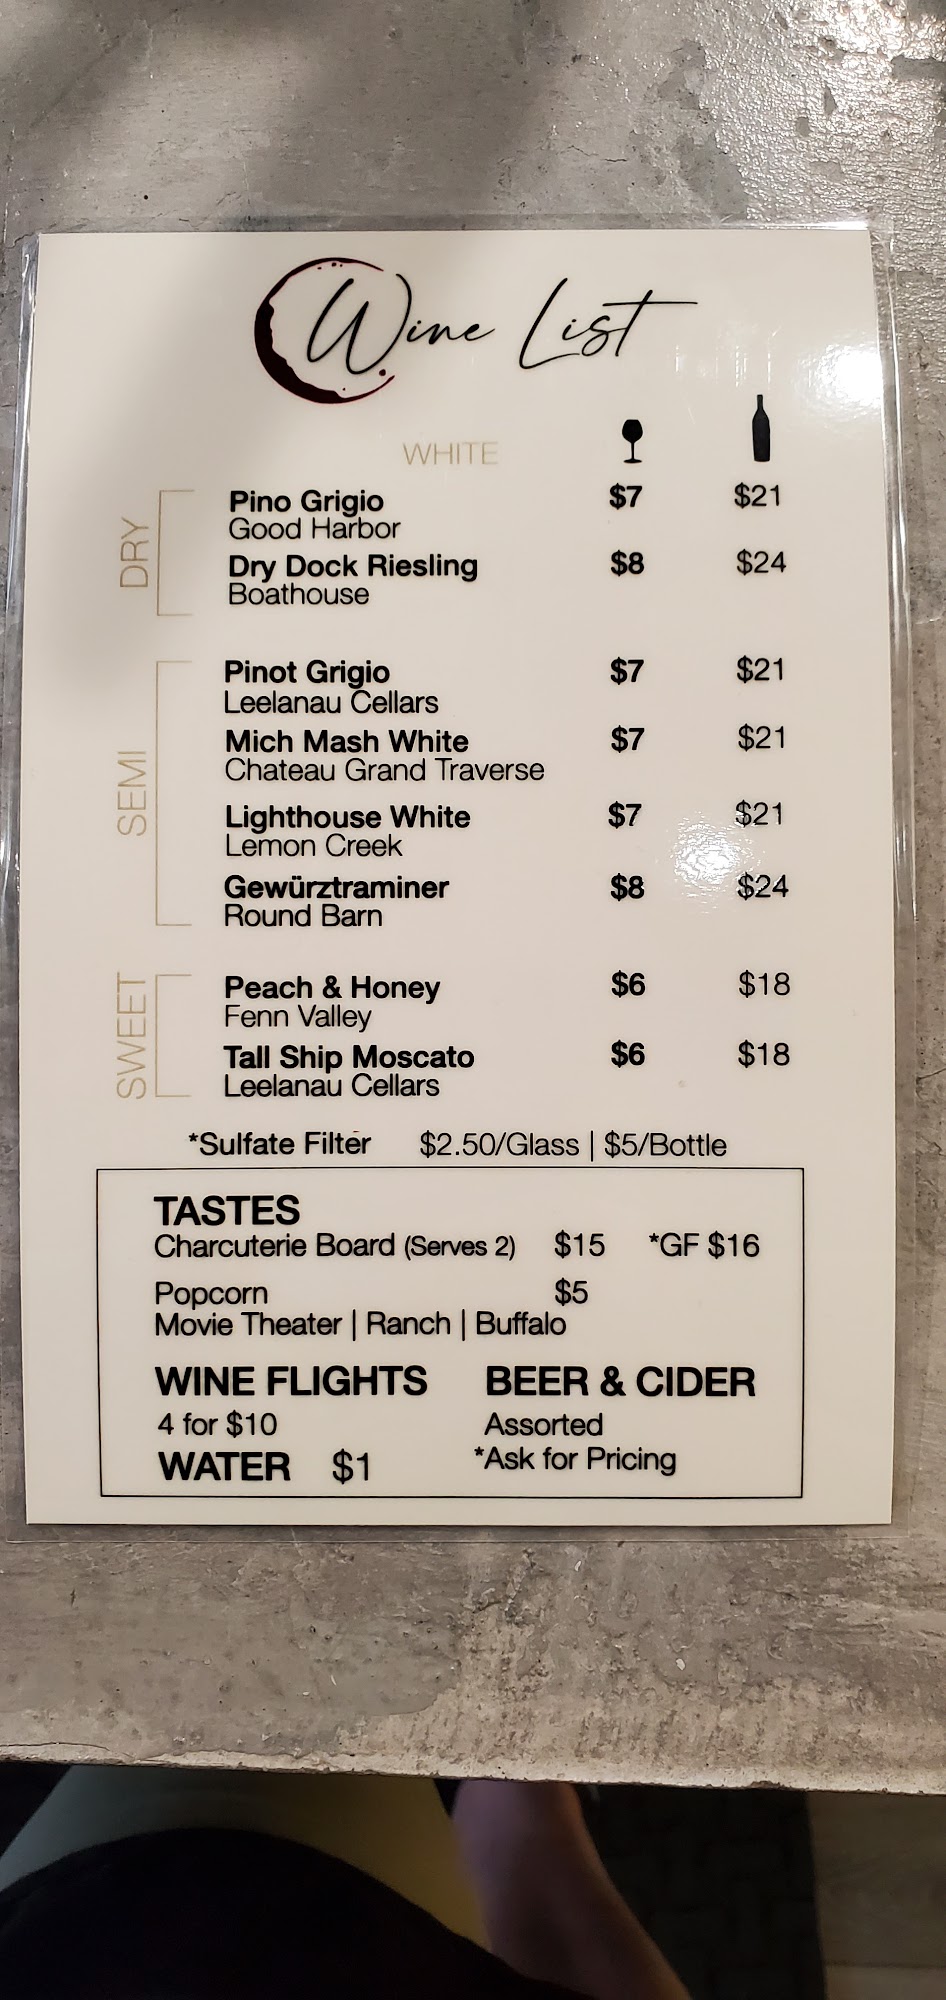 Wine List
WHITE
DRY
Pino Grigio $7 $21
Good Harbor
Dry Dock Riesling $8 $24
Boathouse
SEMI
Pinot Grigio $7 $21
Leelanau Cellars
Mich Mash White $7 $21
Chateau Grand Traverse
Lighthouse White $7 $21
Lemon Creek
Gewürztraminer $8 $24
Round Barn
SWEET
Peach & Honey $6 $18
Fenn Valley
Tall Ship Moscato $6 $18
Leelanau Cellars
*Sulfate Filter $2.50/Glass | $5/Bottle
TASTES
Charcuterie Board (Serves 2) $15 *GF $16
Popcorn $5
Movie Theater | Ranch | Buffalo
WINE FLIGHTS
4 for $10
WATER $1
BEER & CIDER
Assorted
*Ask for Pricing